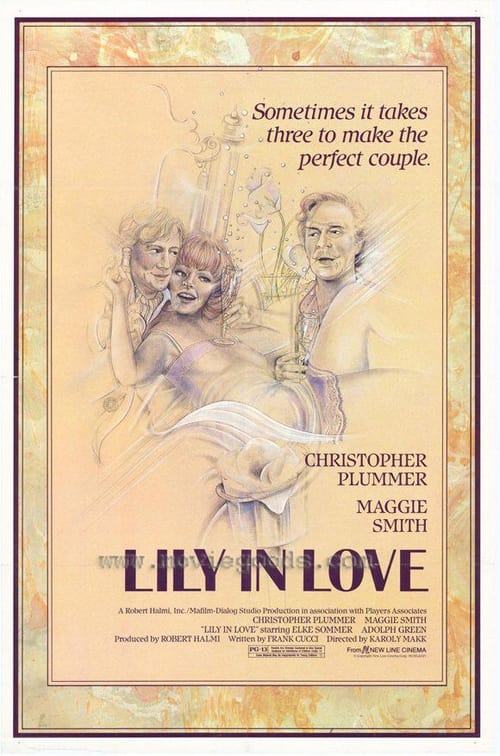 Sometimes it takes
three to make the
perfect couple.
CHRISTOPHER
PLUMMER
MAGGIE
SMITH
www.moviegoods.com
LILY IN LOVE
A Robert Halmi, Inc./Mafilm-Dialog Studio Production in association with Players Associates
CHRISTOPHER PLUMMER MAGGIE SMITH
"LILY IN LOVE" starring ELKE SOMMER ADOLPH GREEN
Produced by ROBERT HALMI Written by FRANK CUCCI Directed by KAROLY MAKK
PG-13
From NEW LINE CINEMA